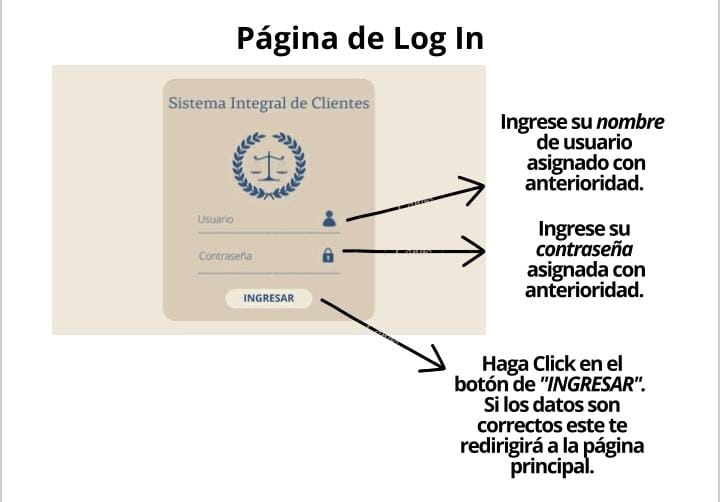 Página de Log In
Sistema Integral de Clientes
Usuario
Contraseña
INGRESAR
Ingrese su nombre
de usuario
asignado con
anterioridad.
Ingrese su
contraseña
asignada con
anterioridad.
Haga Click en el
botón de "INGRESAR".
Si los datos son
correctos este te
redirigirá a la página
principal.